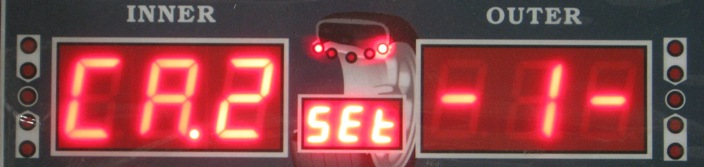 INNER
OUTER
CA.2
SEt
-1-